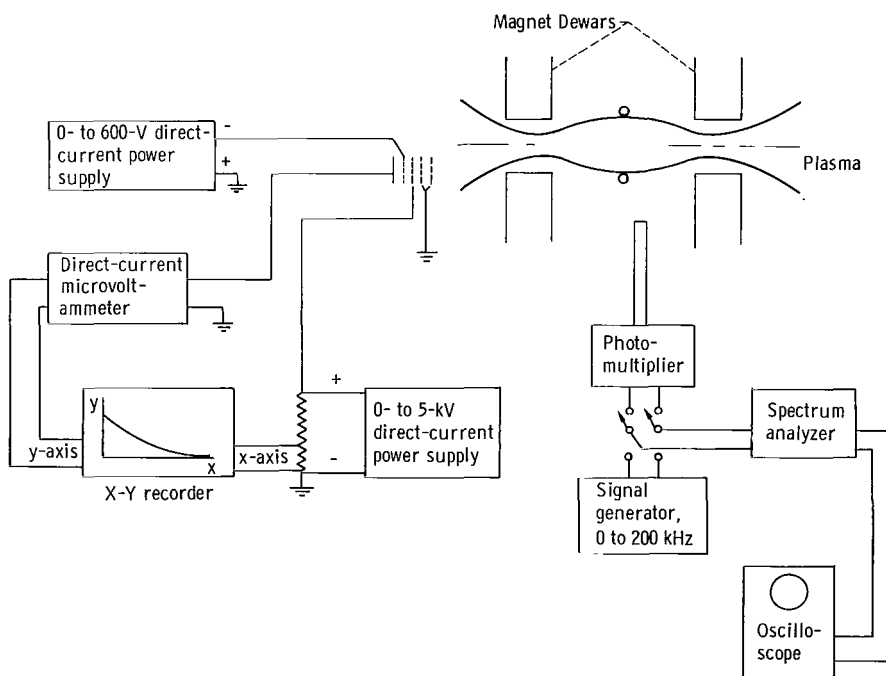 Magnet Dewars
0- to 600-V direct-
current power
supply
-
+
Plasma
Direct-current
microvolt-
ammeter
Photo-
multiplier
y
x
y-axis
x-axis
X-Y recorder
+
-
0- to 5-kV
direct-current
power supply
Spectrum
analyzer
Signal
generator,
0 to 200 kHz
Oscillo-
scope